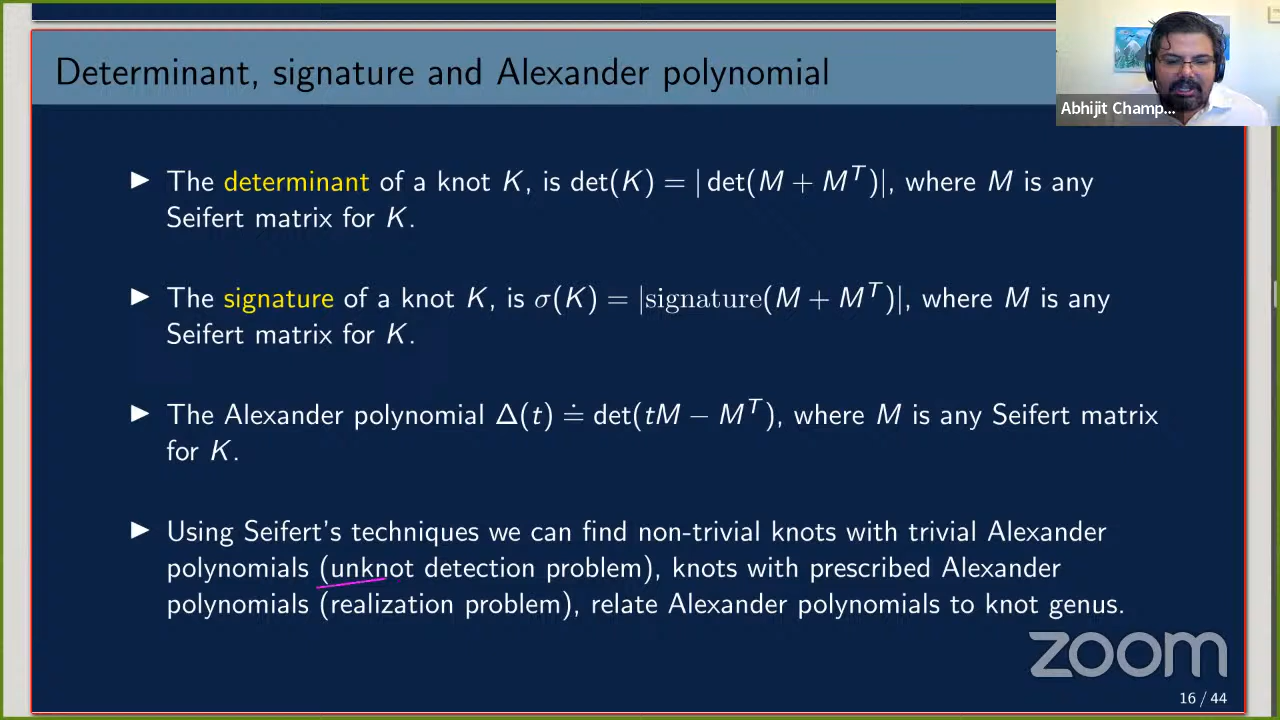 Determinant, signature and Alexander polynomial
Abhijit Champ...
▶ The determinant of a knot K, is det(K) = | det(M + Mᵀ)|, where M is any
Seifert matrix for K.
▶ The signature of a knot K, is σ(K) = |signature(M + Mᵀ)|, where M is any
Seifert matrix for K.
▶ The Alexander polynomial Δ(t) ≐ det(tM − Mᵀ), where M is any Seifert matrix
for K.
▶ Using Seifert's techniques we can find non-trivial knots with trivial Alexander
polynomials (unknot detection problem), knots with prescribed Alexander
polynomials (realization problem), relate Alexander polynomials to knot genus.
zoom
16 / 44